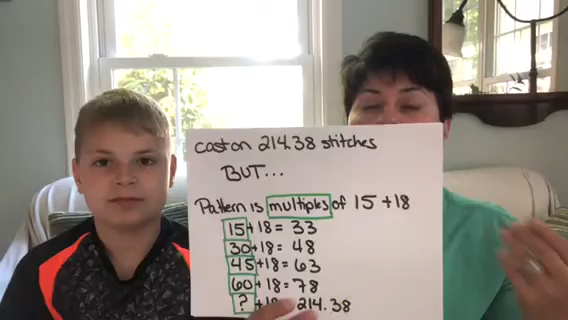 cast on 214.38 stitches
BUT...
Pattern is multiples of 15 +18
15 +18 = 33
30 +18 = 48
45 +18 = 63
60 + 18 = 78
? + 18 = 214.38